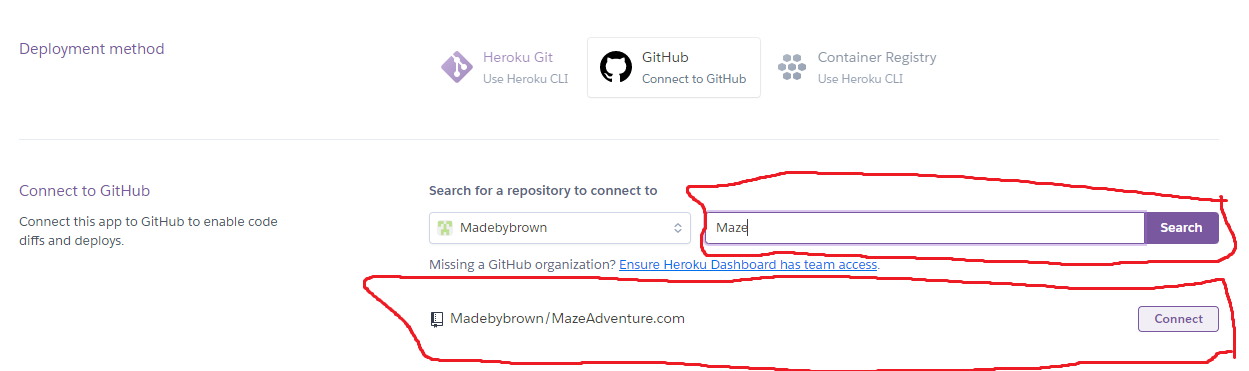 Deployment method
Heroku Git
Use Heroku CLI
GitHub
Connect to GitHub
Container Registry
Use Heroku CLI
Connect to GitHub
Connect this app to GitHub to enable code
diffs and deploys.
Search for a repository to connect to
Madebybrown
Maze
Search
Missing a GitHub organization? Ensure Heroku Dashboard has team access.
Madebybrown/MazeAdventure.com
Connect